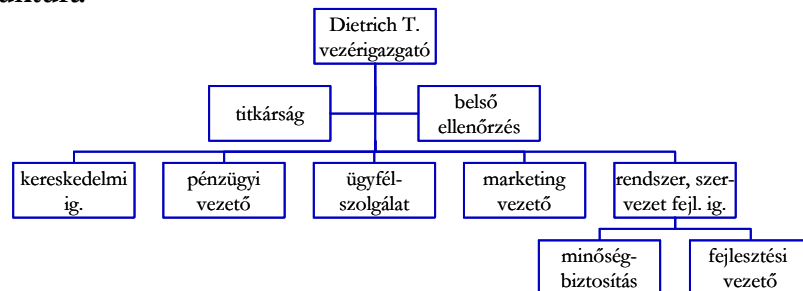 Dietrich T.
vezérigazgató
titkárság
belső
ellenőrzés
kereskedelmi
ig.
pénzügyi
vezető
ügyfél-
szolgálat
marketing
vezető
rendszer, szer-
vezet fejl. ig.
minőség-
biztosítás
fejlesztési
vezető